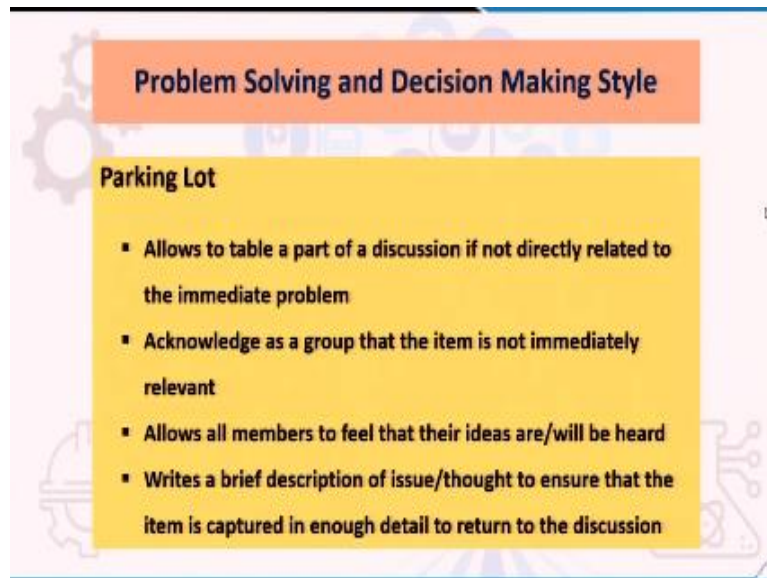 Problem Solving and Decision Making Style
Parking Lot
▪ Allows to table a part of a discussion if not directly related to
the immediate problem
▪ Acknowledge as a group that the item is not immediately
relevant
▪ Allows all members to feel that their ideas are/will be heard
▪ Writes a brief description of issue/thought to ensure that the
item is captured in enough detail to return to the discussion